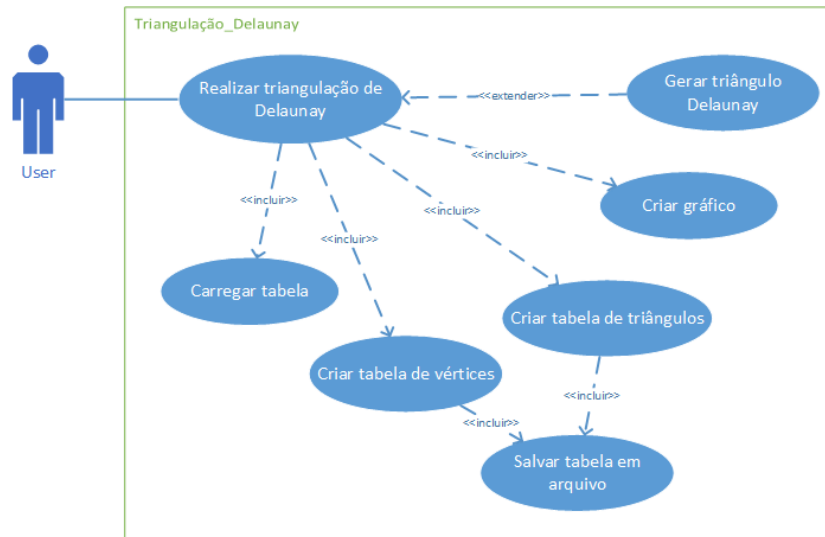 Triangulação_Delaunay
Realizar triangulação de
Delaunay
<<extender>>
Gerar triângulo
Delaunay
User
<<incluir>>
Criar gráfico
<<incluir>>
<<incluir>>
<<incluir>>
Carregar tabela
Criar tabela de triângulos
Criar tabela de vértices
<<incluir>>
<<incluir>>
Salvar tabela em
arquivo